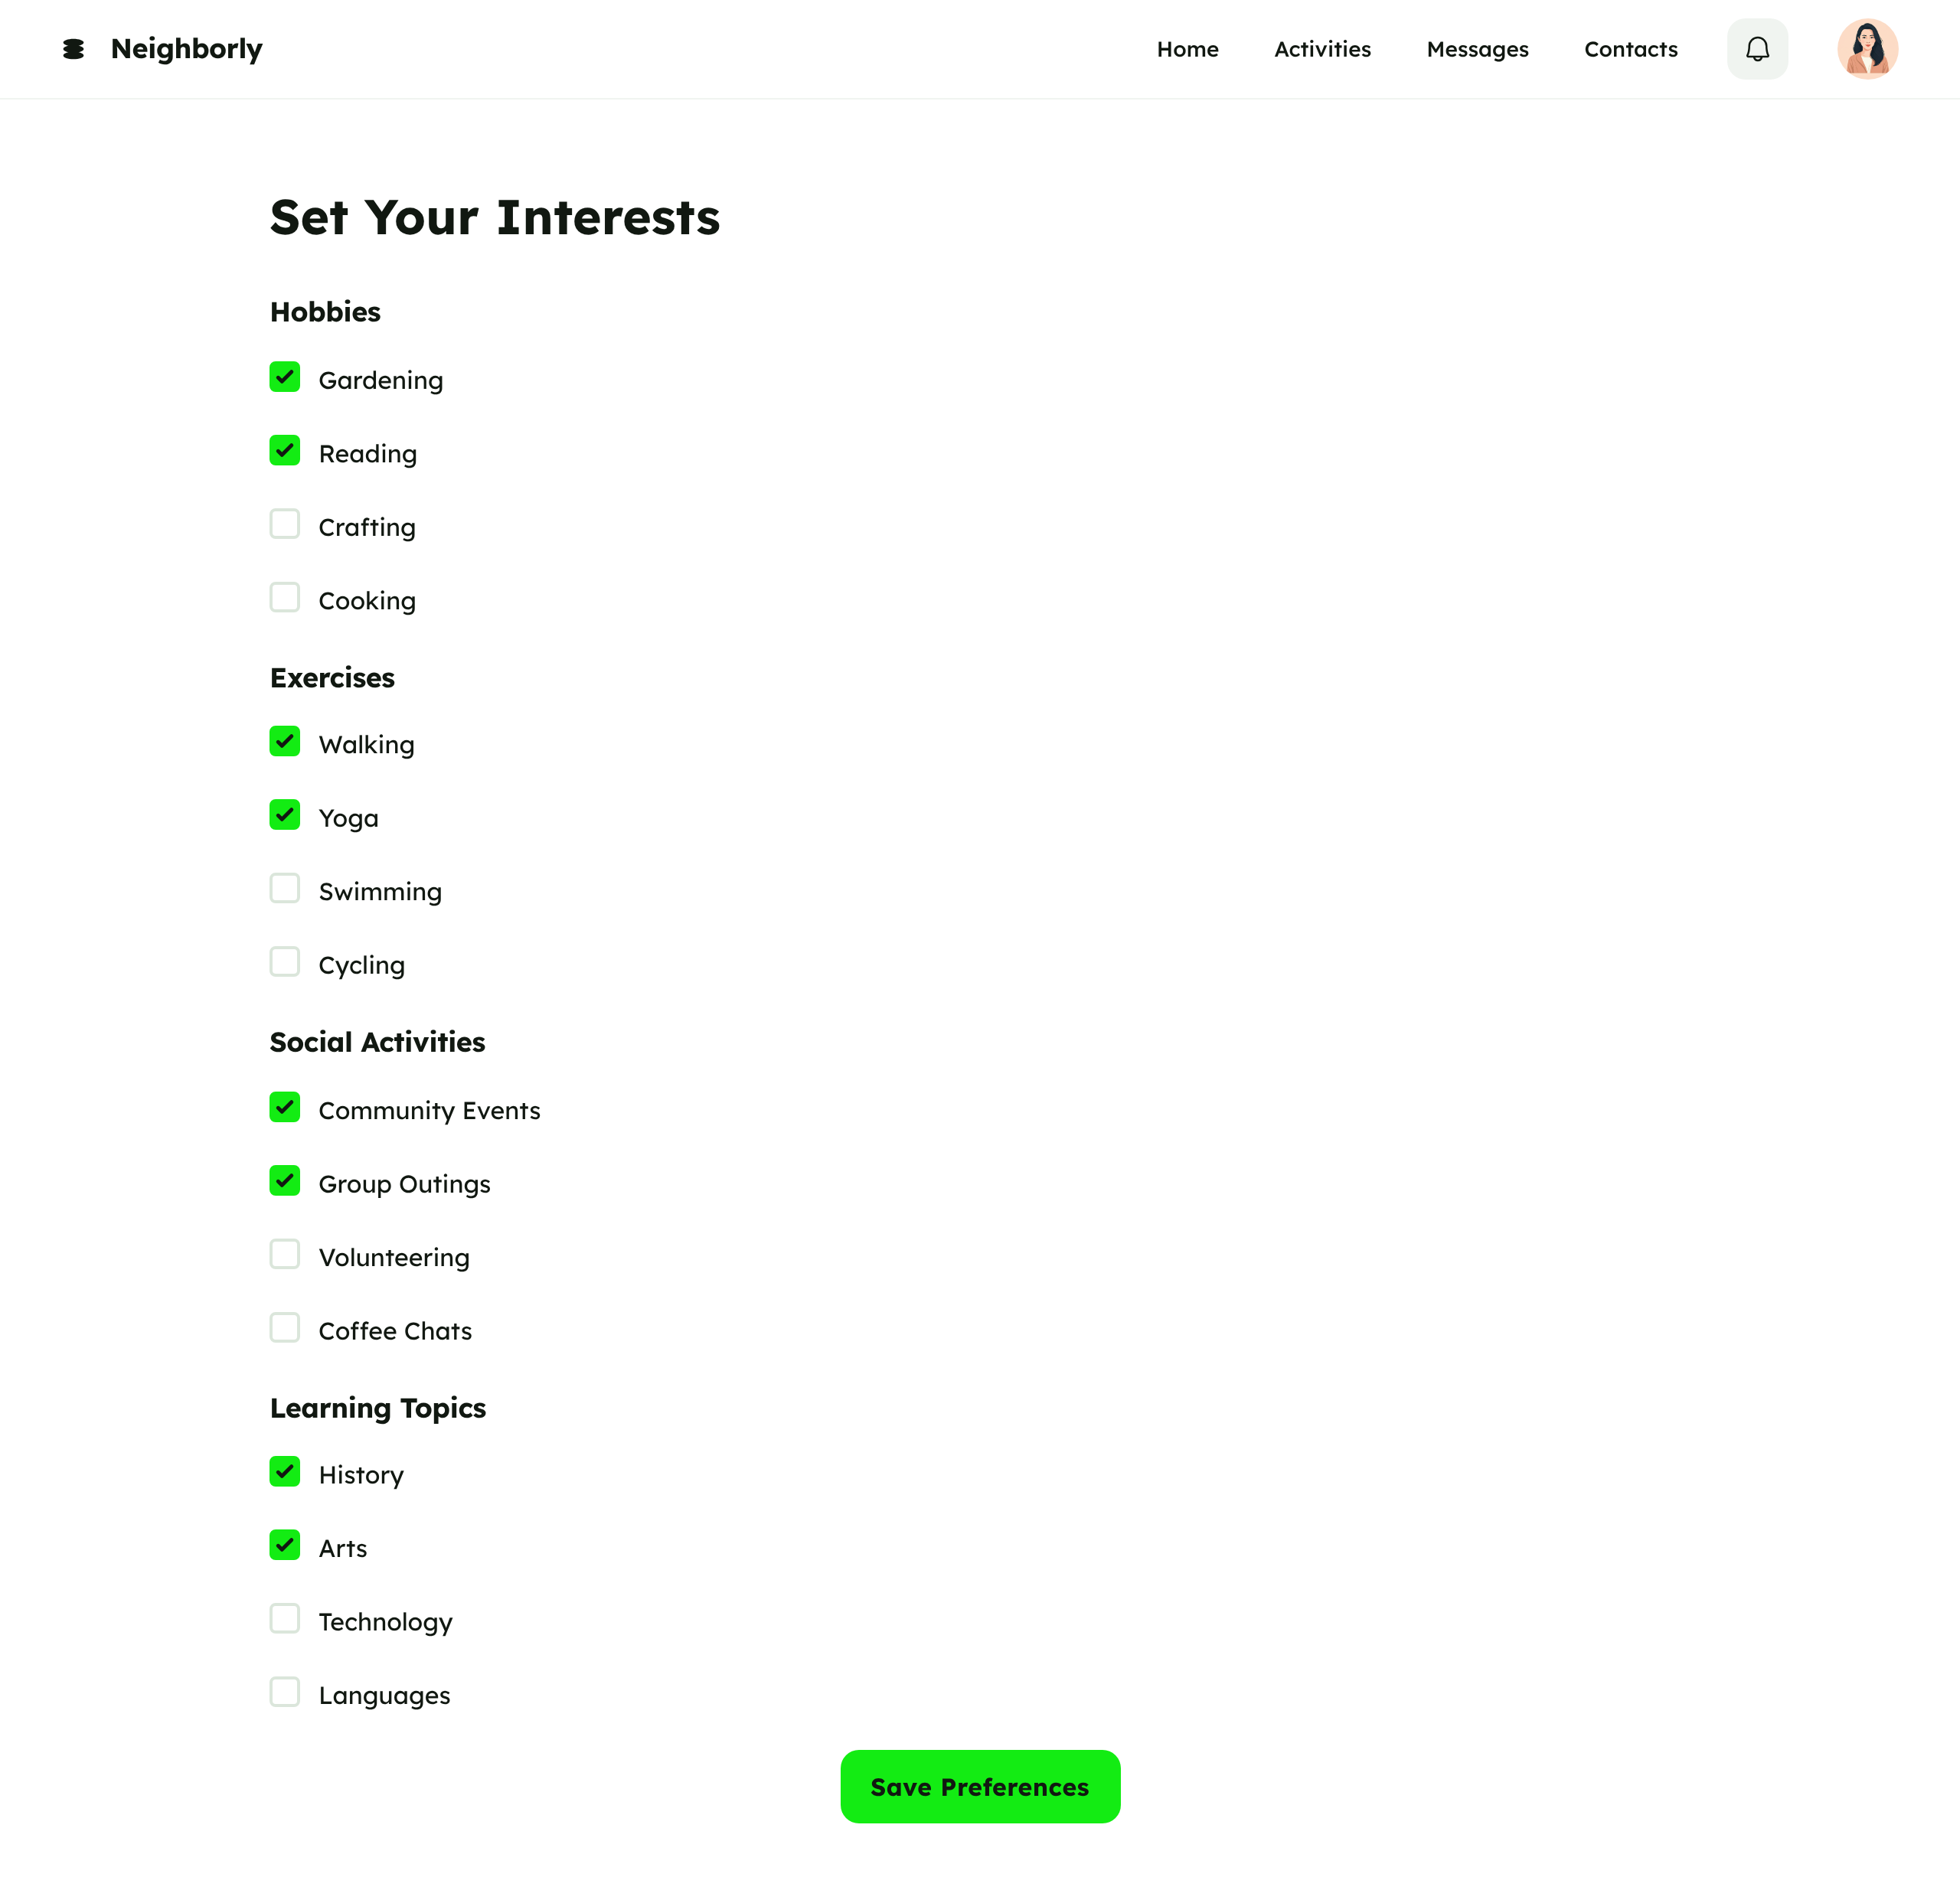 Neighborly
Home Activities Messages Contacts
Set Your Interests
Hobbies
Gardening
Reading
Crafting
Cooking
Exercises
Walking
Yoga
Swimming
Cycling
Social Activities
Community Events
Group Outings
Volunteering
Coffee Chats
Learning Topics
History
Arts
Technology
Languages
Save Preferences